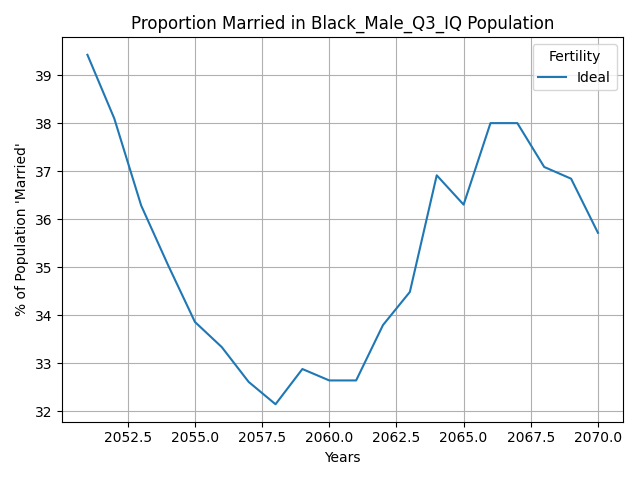 Proportion Married in Black_Male_Q3_IQ Population
Fertility
Ideal
% of Population 'Married'
39
38
37
36
35
34
33
32
2052.5 2055.0 2057.5 2060.0 2062.5 2065.0 2067.5 2070.0
Years